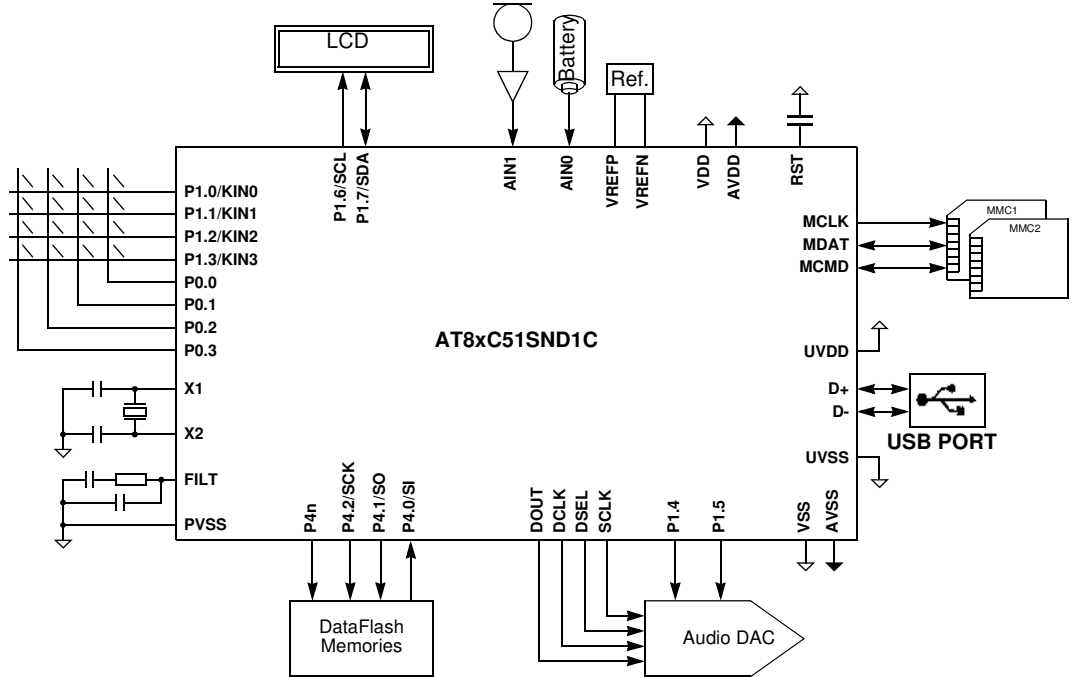 LCD
Battery
Ref.
P1.6/SCL
P1.7/SDA
AIN1
AIN0
VREFP
VREFN
VDD
AVDD
RST
P1.0/KIN0
P1.1/KIN1
P1.2/KIN2
P1.3/KIN3
P0.0
P0.1
P0.2
P0.3
X1
X2
FILT
PVSS
AT8xC51SND1C
MCLK
MDAT
MCMD
MMC1
MMC2
UVDD
D+
D-
USB PORT
UVSS
P4n
P4.2/SCK
P4.1/SO
P4.0/SI
DOUT
DCLK
DSEL
SCLK
P1.4
P1.5
VSS
AVSS
DataFlash
Memories
Audio DAC